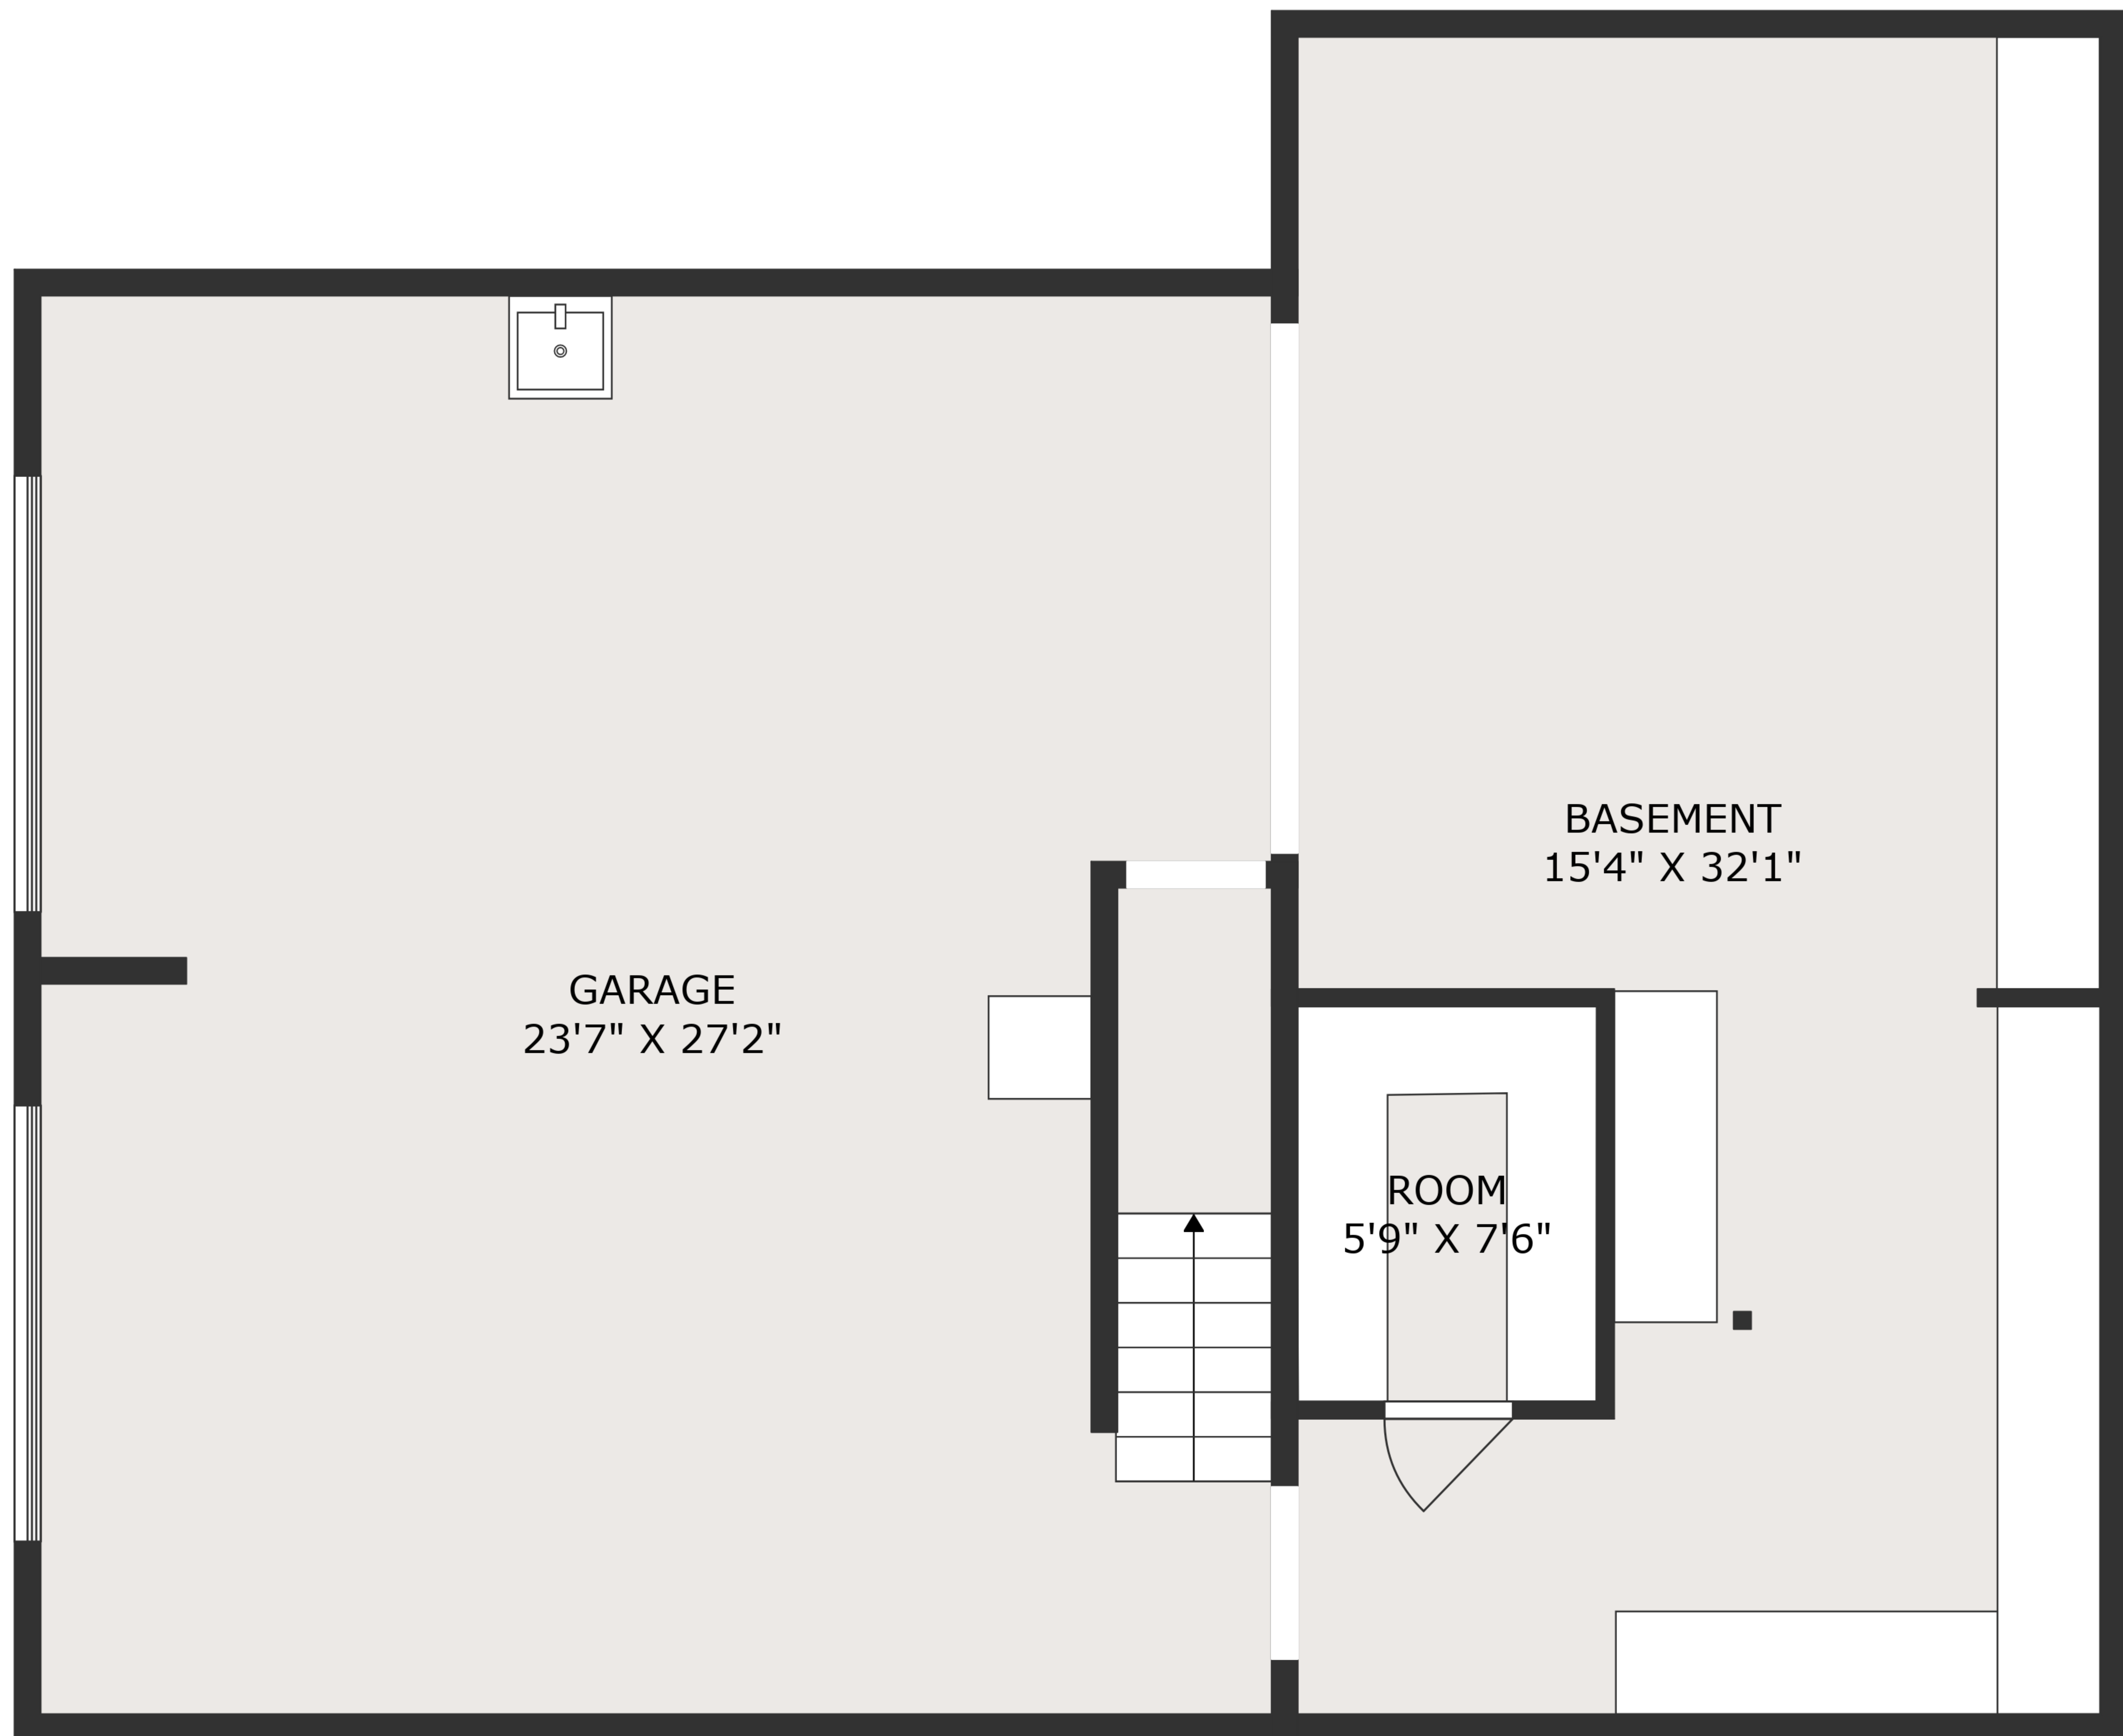 BASEMENT
15'4" X 32'1"
GARAGE
23'7" X 27'2"
ROOM
5'9" X 7'6"